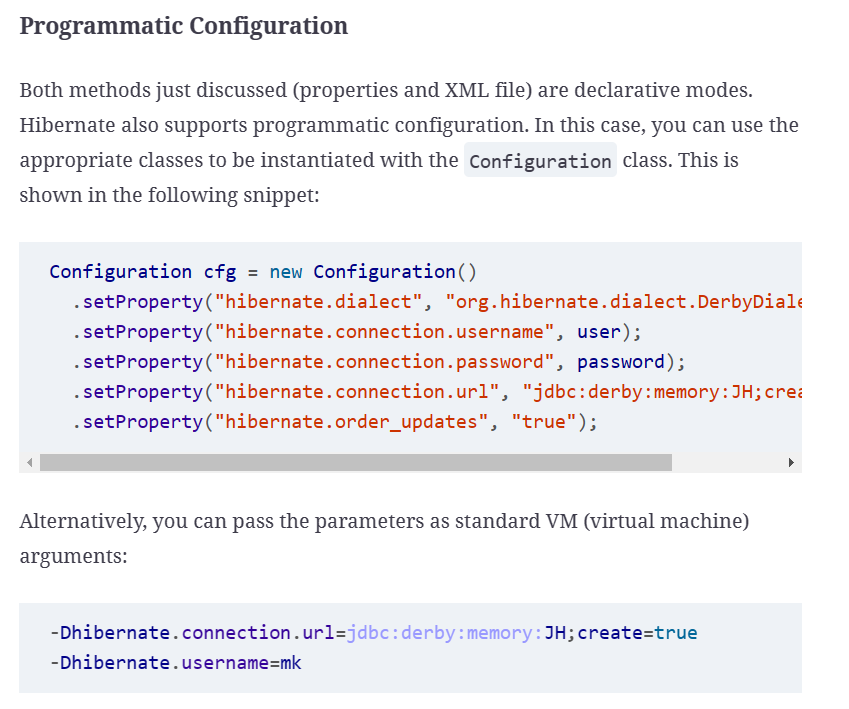 Programmatic Configuration
Both methods just discussed (properties and XML file) are declarative modes.
Hibernate also supports programmatic configuration. In this case, you can use the
appropriate classes to be instantiated with the Configuration class. This is
shown in the following snippet:
Configuration cfg = new Configuration()
.setProperty("hibernate.dialect", "org.hibernate.dialect.DerbyDiale
.setProperty("hibernate.connection.username", user);
.setProperty("hibernate.connection.password", password);
.setProperty("hibernate.connection.url", "jdbc:derby:memory:JH;crea
.setProperty("hibernate.order_updates", "true");
Alternatively, you can pass the parameters as standard VM (virtual machine)
arguments:
-Dhibernate.connection.url=jdbc:derby:memory:JH;create=true
-Dhibernate.username=mk